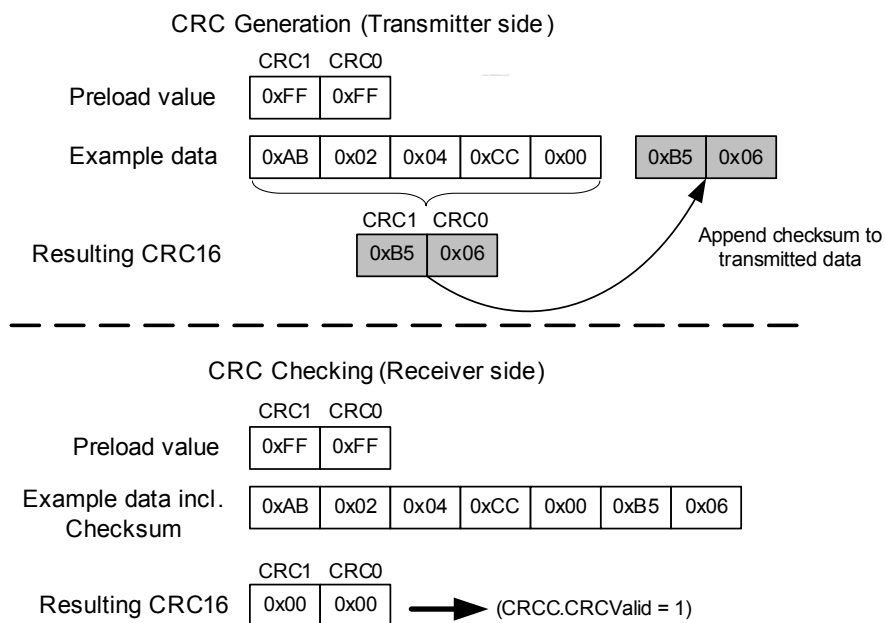 CRC Generation (Transmitter side)
CRC1 CRC0
Preload value 0xFF 0xFF
Example data 0xAB 0x02 0x04 0xCC 0x00 0xB5 0x06
CRC1 CRC0
Resulting CRC16 0xB5 0x06
Append checksum to
transmitted data
CRC Checking (Receiver side)
CRC1 CRC0
Preload value 0xFF 0xFF
Example data incl.
Checksum
0xAB 0x02 0x04 0xCC 0x00 0xB5 0x06
CRC1 CRC0
Resulting CRC16 0x00 0x00 (CRCC.CRCValid = 1)